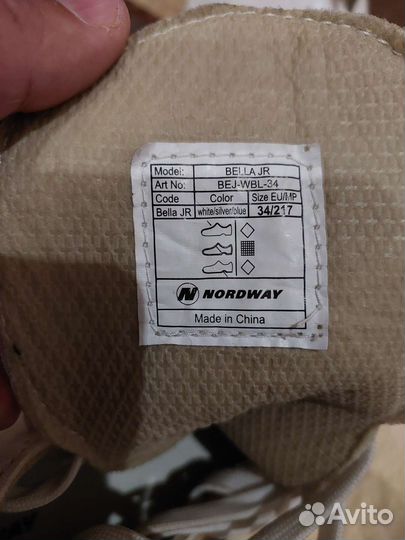 Model: BELLA JR
Art No: BEJ-WBL-34
Code Color Size EU/MP
Bella JR white/silver/blue 34/217
NORDWAY
Made in China
NORDWAY
Avito